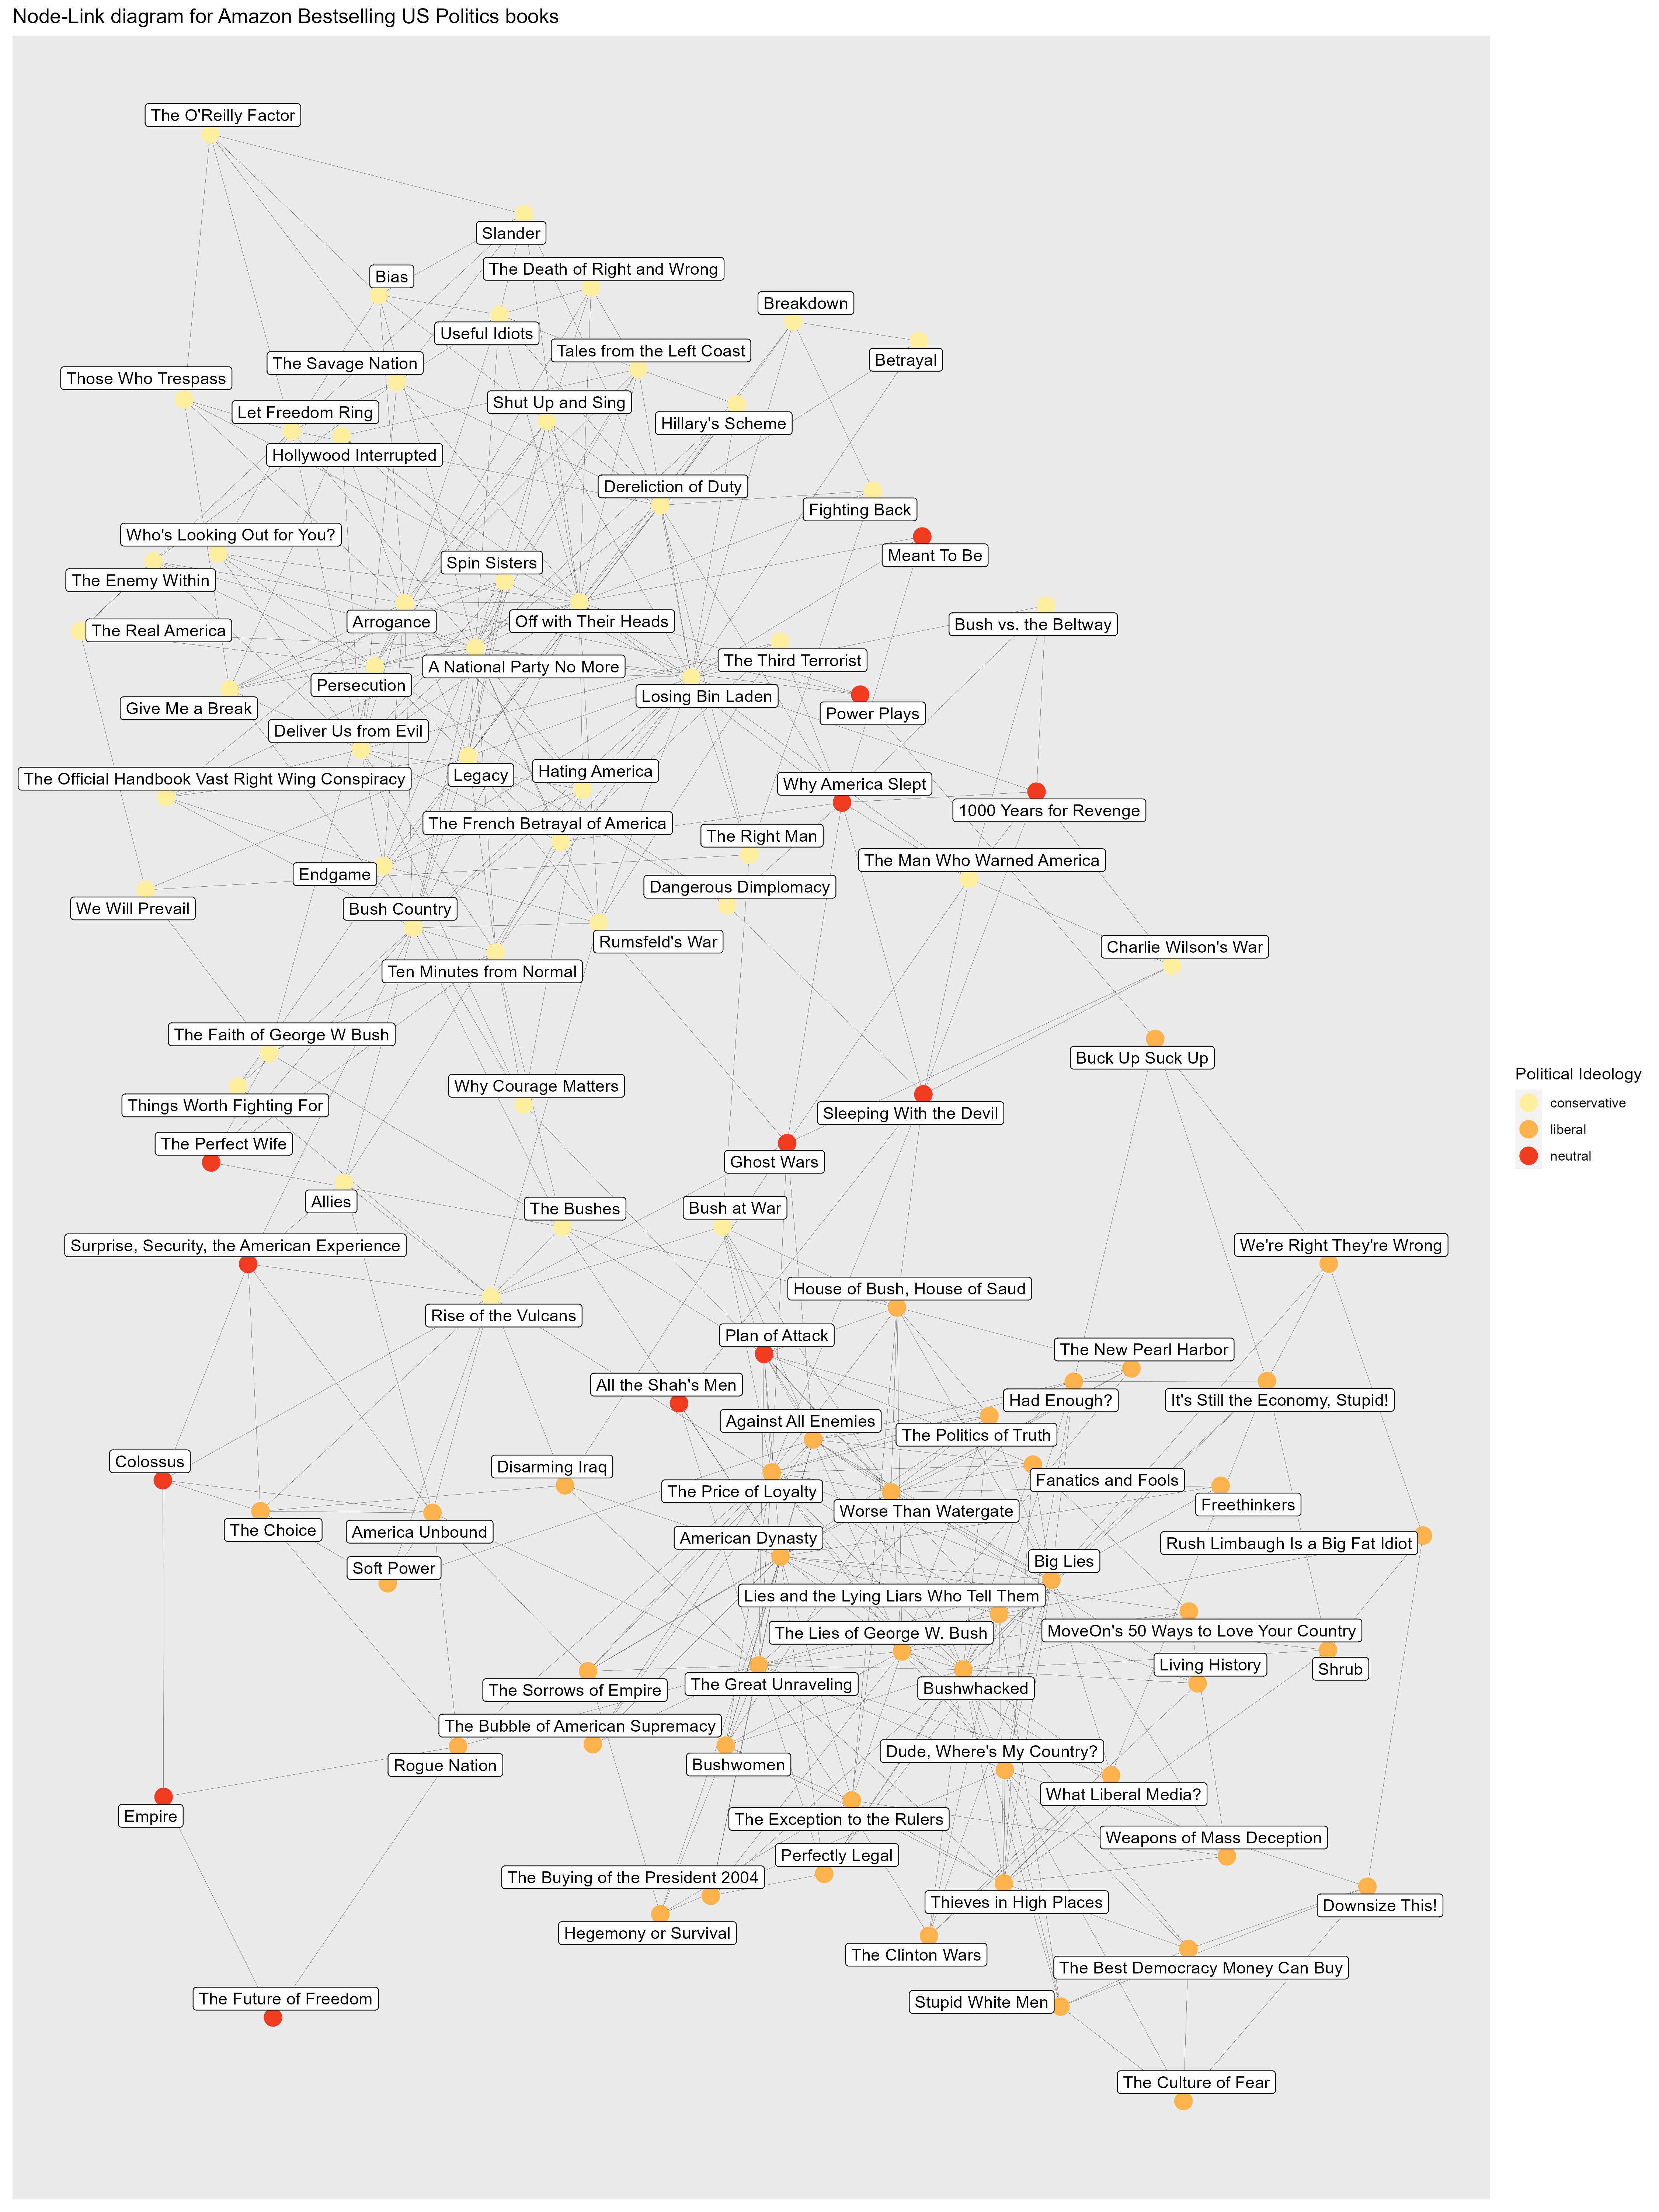 Node-Link diagram for Amazon Bestselling US Politics books
The O'Reilly Factor
Slander
The Death of Right and Wrong
Bias
Breakdown
Useful Idiots
Tales from the Left Coast
Betrayal
The Savage Nation
Those Who Trespass
Shut Up and Sing
Let Freedom Ring
Hillary's Scheme
Hollywood Interrupted
Dereliction of Duty
Fighting Back
Who's Looking Out for You?
Meant To Be
Spin Sisters
The Enemy Within
Arrogance
Off with Their Heads
Bush vs. the Beltway
The Real America
The Third Terrorist
A National Party No More
Persecution
Losing Bin Laden
Give Me a Break
Power Plays
Deliver Us from Evil
Hating America
Legacy
The Official Handbook Vast Right Wing Conspiracy
Why America Slept
1000 Years for Revenge
The French Betrayal of America
The Right Man
The Man Who Warned America
Endgame
Dangerous Dimplomacy
We Will Prevail
Bush Country
Rumsfeld's War
Charlie Wilson's War
Ten Minutes from Normal
The Faith of George W Bush
Buck Up Suck Up
Political Ideology
Why Courage Matters
conservative
Things Worth Fighting For
Sleeping With the Devil
liberal
The Perfect Wife
neutral
Ghost Wars
Allies
The Bushes
Bush at War
Surprise, Security, the American Experience
We're Right They're Wrong
House of Bush, House of Saud
Rise of the Vulcans
Plan of Attack
The New Pearl Harbor
All the Shah's Men
Had Enough?
It's Still the Economy, Stupid!
Against All Enemies
The Politics of Truth
Colossus
Disarming Iraq
Fanatics and Fools
The Price of Loyalty
Freethinkers
Worse Than Watergate
The Choice
America Unbound
American Dynasty
Rush Limbaugh Is a Big Fat Idiot
Big Lies
Soft Power
Lies and the Lying Liars Who Tell Them
The Lies of George W. Bush
MoveOn's 50 Ways to Love Your Country
Living History
Shrub
The Great Unraveling
Bushwhacked
The Sorrows of Empire
The Bubble of American Supremacy
Dude, Where's My Country?
Rogue Nation
Bushwomen
What Liberal Media?
Empire
The Exception to the Rulers
Weapons of Mass Deception
Perfectly Legal
The Buying of the President 2004
Thieves in High Places
Downsize This!
Hegemony or Survival
The Clinton Wars
The Best Democracy Money Can Buy
The Future of Freedom
Stupid White Men
The Culture of Fear